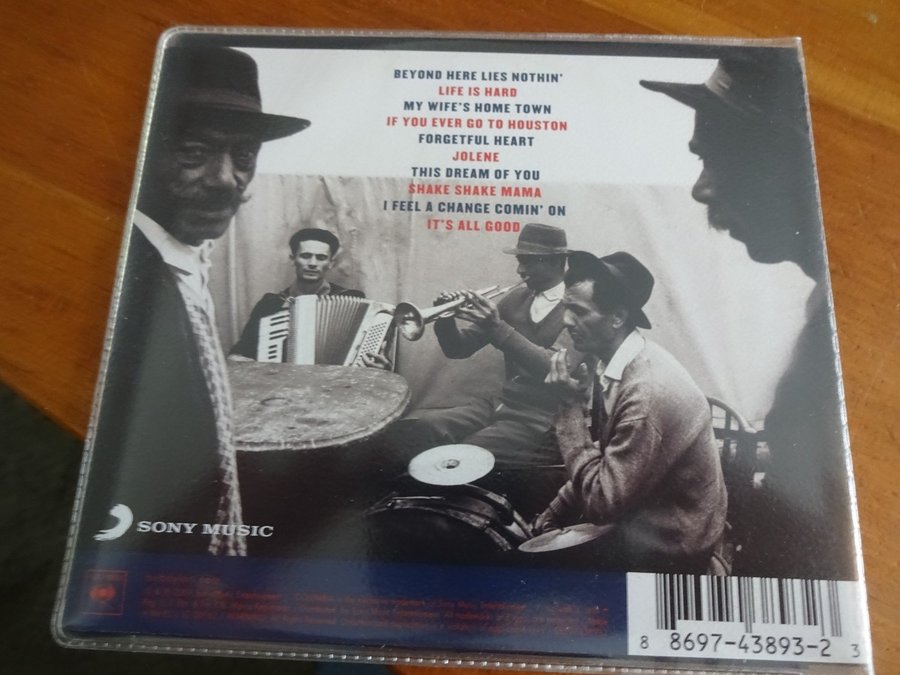 BEYOND HERE LIES NOTHIN'
LIFE IS HARD
MY WIFE'S HOME TOWN
IF YOU EVER GO TO HOUSTON
FORGETFUL HEART
JOLENE
THIS DREAM OF YOU
SHAKE SHAKE MAMA
I FEEL A CHANGE COMIN' ON
IT'S ALL GOOD
SONY MUSIC
8 8697-43893-2 3